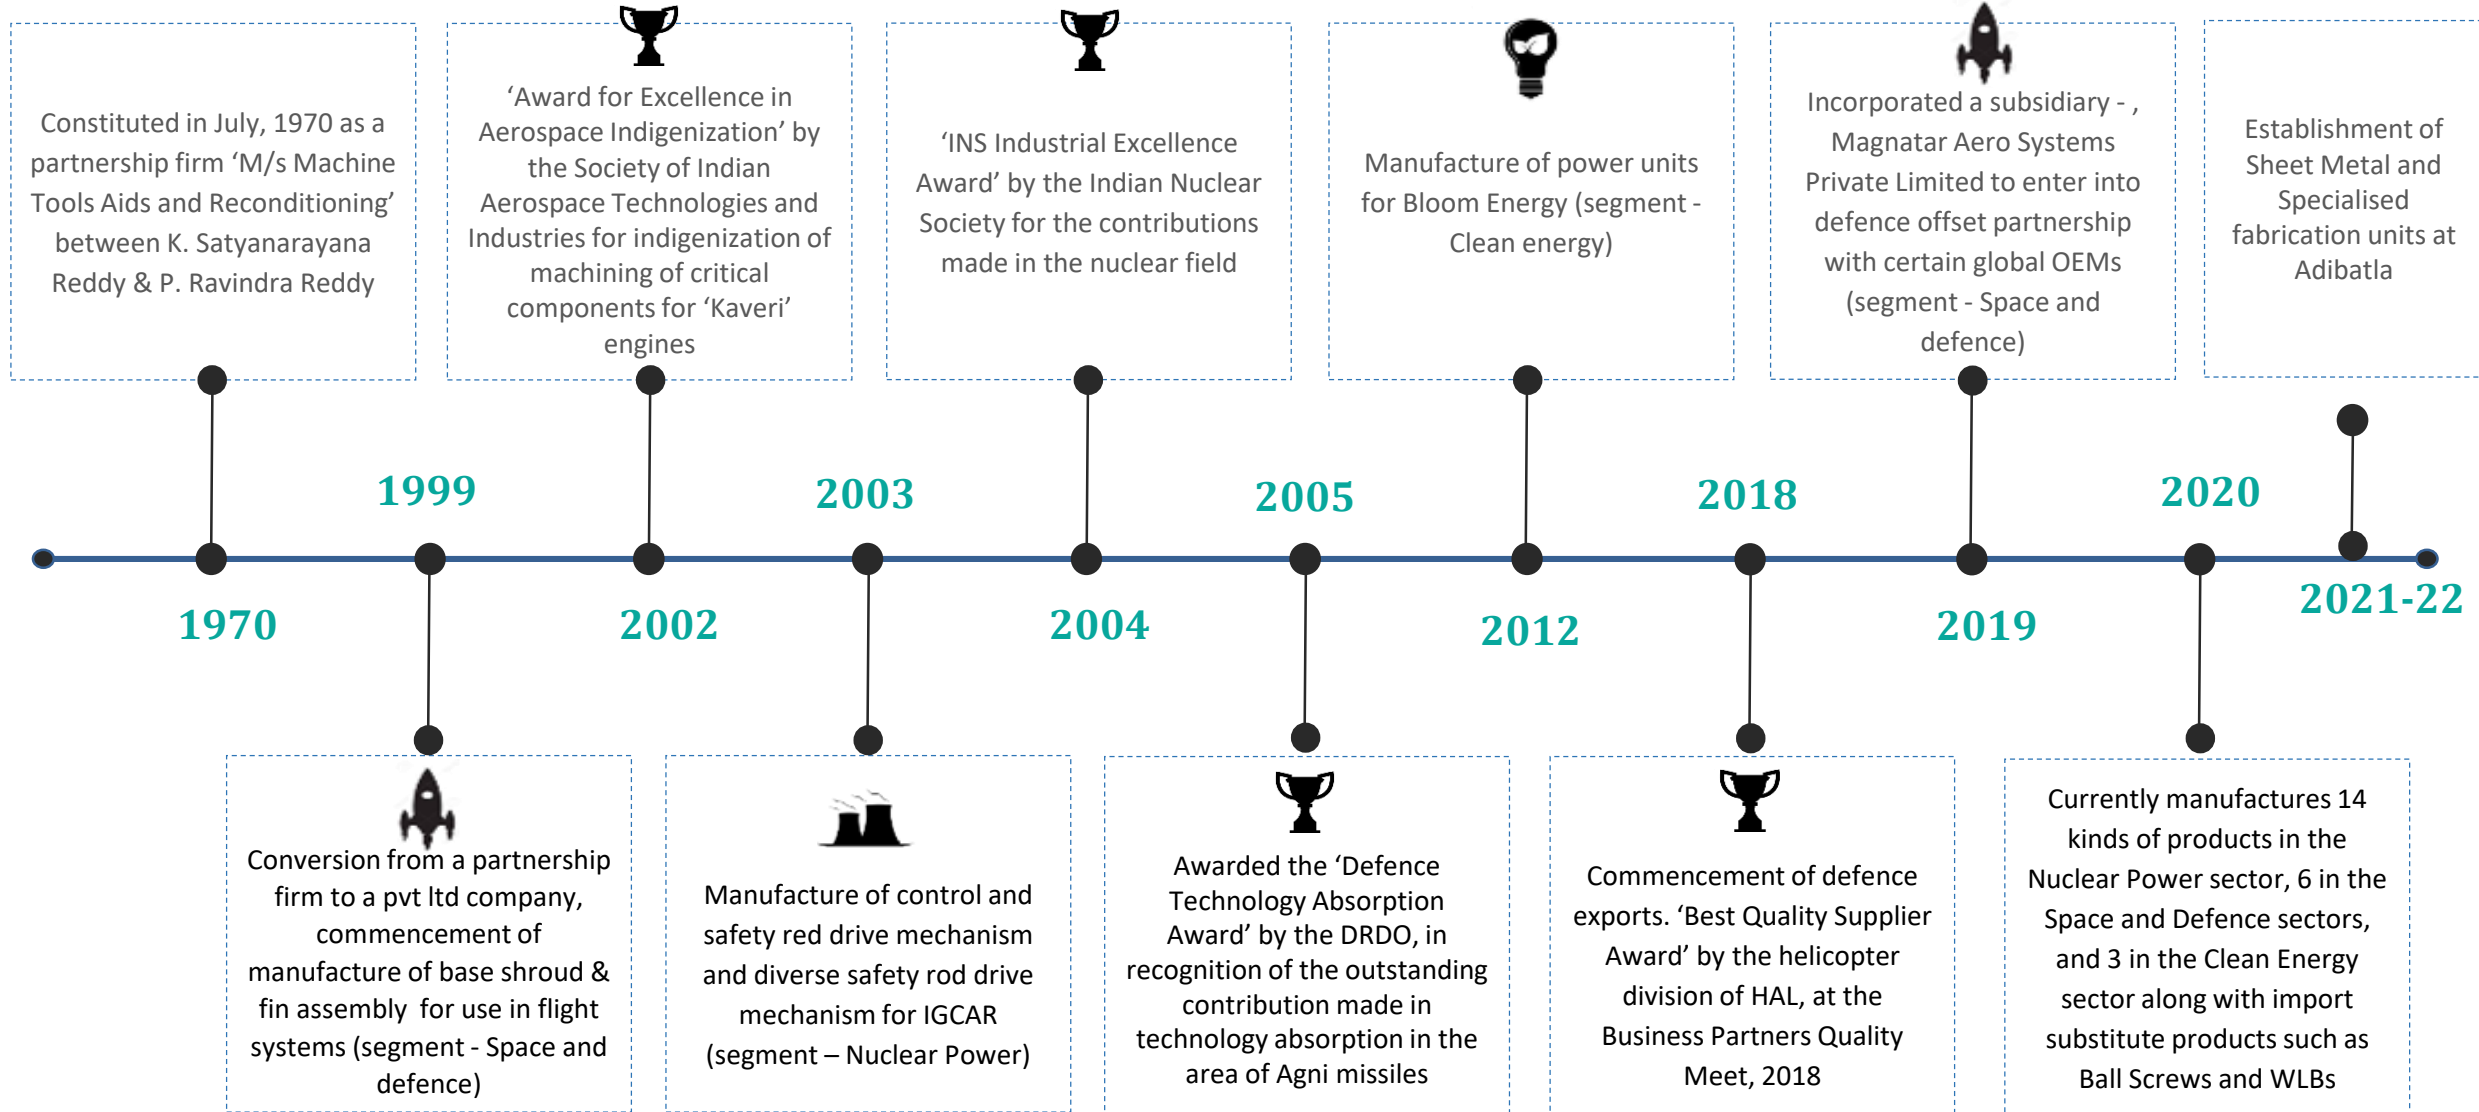 Constituted in July, 1970 as a
partnership firm ‘M/s Machine
Tools Aids and Reconditioning’
between K. Satyanarayana
Reddy & P. Ravindra Reddy
‘Award for Excellence in
Aerospace Indigenization’ by
the Society of Indian
Aerospace Technologies and
Industries for indigenization of
machining of critical
components for ‘Kaveri’
engines
‘INS Industrial Excellence
Award’ by the Indian Nuclear
Society for the contributions
made in the nuclear field
Manufacture of power units
for Bloom Energy (segment -
Clean energy)
Incorporated a subsidiary - ,
Magnatar Aero Systems
Private Limited to enter into
defence offset partnership
with certain global OEMs
(segment - Space and
defence)
Establishment of
Sheet Metal and
Specialised
fabrication units at
Adibatla
1999
2003
2005
2018
2020
1970
2002
2004
2012
2019
2021-22
Conversion from a partnership
firm to a pvt ltd company,
commencement of
manufacture of base shroud &
fin assembly for use in flight
systems (segment - Space and
defence)
Manufacture of control and
safety red drive mechanism
and diverse safety rod drive
mechanism for IGCAR
(segment – Nuclear Power)
Awarded the ‘Defence
Technology Absorption
Award’ by the DRDO, in
recognition of the outstanding
contribution made in
technology absorption in the
area of Agni missiles
Commencement of defence
exports. ‘Best Quality Supplier
Award’ by the helicopter
division of HAL, at the
Business Partners Quality
Meet, 2018
Currently manufactures 14
kinds of products in the
Nuclear Power sector, 6 in the
Space and Defence sectors,
and 3 in the Clean Energy
sector along with import
substitute products such as
Ball Screws and WLBs